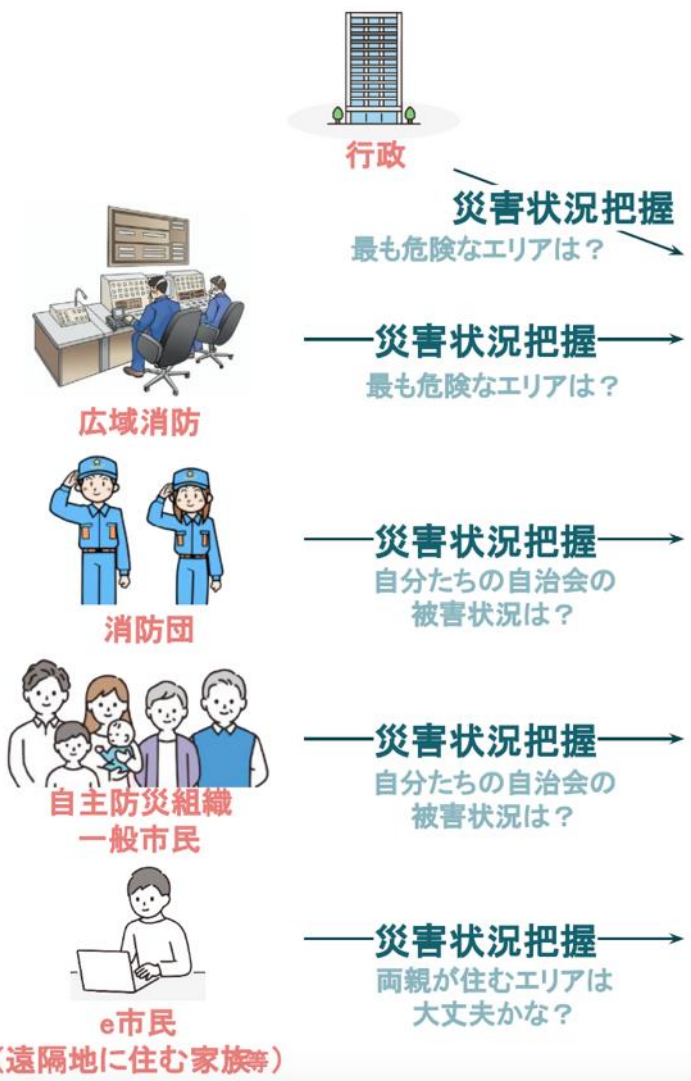 行政
災害状況把握
最も危険なエリアは？
災害状況把握
最も危険なエリアは？
広域消防
災害状況把握
自分たちの自治会の
被害状況は？
消防団
災害状況把握
自分たちの自治会の
被害状況は？
自主防災組織
一般市民
災害状況把握
両親が住むエリアは
大丈夫かな？
e市民
（遠隔地に住む家族等）